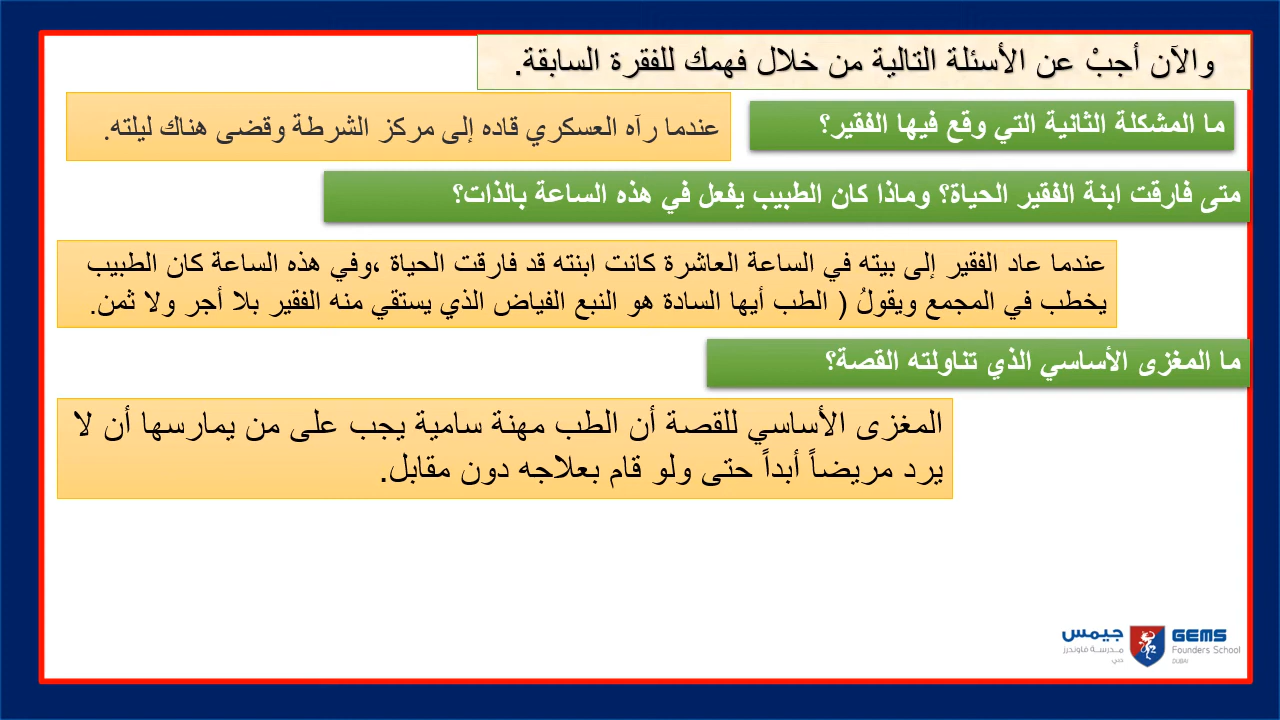 والآن أجبْ عن الأسئلة التالية من خلال فهمك للفقرة السابقة.
ما المشكلة الثانية التي وقع فيها الفقير؟
عندما رآه العسكري قاده إلى مركز الشرطة وقضى هناك ليلته.
متى فارقت ابنة الفقير الحياة؟ وماذا كان الطبيب يفعل في هذه الساعة بالذات؟
عندما عاد الفقير إلى بيته في الساعة العاشرة كانت ابنته قد فارقت الحياة ،وفي هذه الساعة كان الطبيب
يخطب في المجمع ويقولُ ( الطب أيها السادة هو النبع الفياض الذي يستقي منه الفقير بلا أجر ولا ثمن.
ما المغزى الأساسي الذي تناولته القصة؟
المغزى الأساسي للقصة أن الطب مهنة سامية يجب على من يمارسها أن لا
يرد مريضاً أبداً حتى ولو قام بعلاجه دون مقابل.
جيمس
مدرسة فاوندرز
دبي
GEMS
Founders School
DUBAI